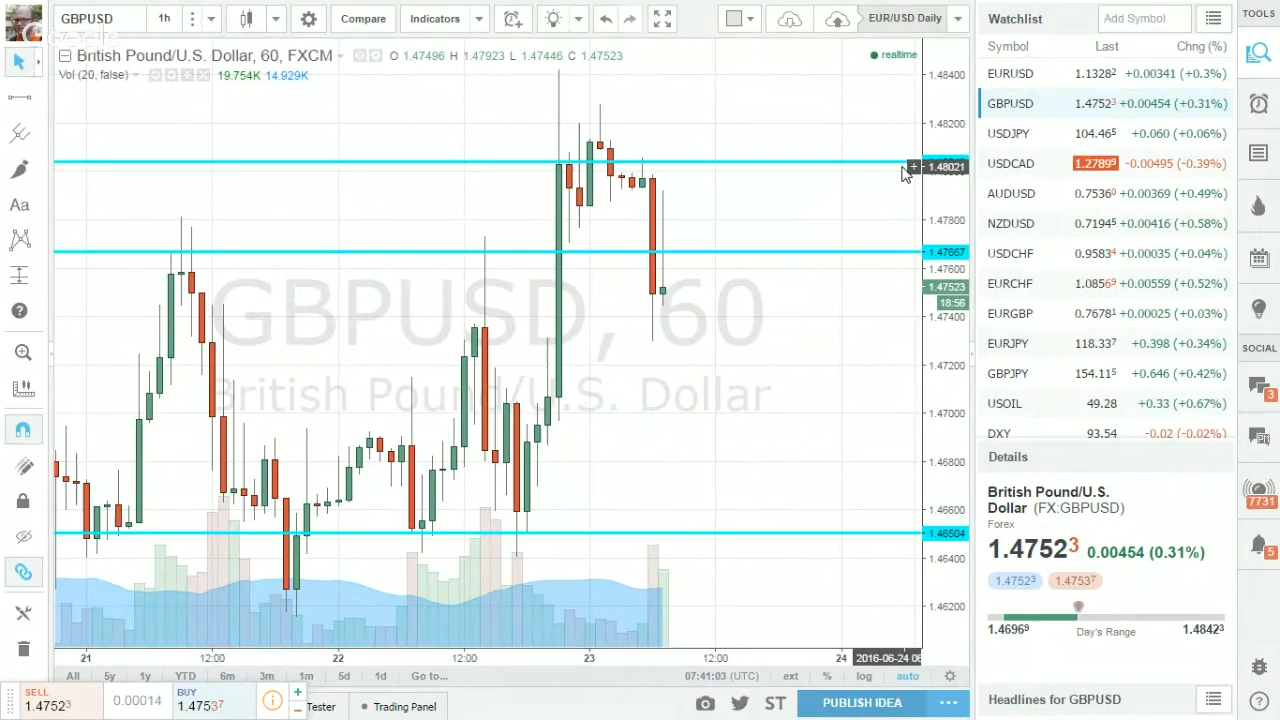 GBPUSD 1h Compare Indicators EUR/USD Daily
British Pound/U.S. Dollar, 60, FXCM O 1.47496 H 1.47923 L 1.47446 C 1.47523
realtime
Vol (20, false) 19.754K 14.929K
Aa
GBPUSD, 60
British Pound/U.S. Dollar
1.48400
1.48200
1.48021
1.47800
1.47667
1.47600
1.47523
18:56
1.47400
1.47200
1.47000
1.46800
1.46600
1.46504
1.46400
1.46200
21 12:00 22 12:00 23 12:00 24 2016-06-24 06
All 5y 1y YTD 6m 3m 1m 5d 1d Go to... 07:41:03 (UTC) ext % log auto
SELL
1.47523
0.00014
BUY
1.47537
Tester
Trading Panel
ST
PUBLISH IDEA
Watchlist Add Symbol
Symbol Last Chng (%)
EURUSD 1.13282 +0.00341 (+0.3%)
GBPUSD 1.47523 +0.00454 (+0.31%)
USDJPY 104.465 +0.060 (+0.06%)
USDCAD 1.27899 -0.00495 (-0.39%)
AUDUSD 0.75360 +0.00369 (+0.49%)
NZDUSD 0.71945 +0.00416 (+0.58%)
USDCHF 0.95834 +0.00035 (+0.04%)
EURCHF 1.08569 +0.00559 (+0.52%)
EURGBP 0.76781 +0.00025 (+0.03%)
EURJPY 118.337 +0.398 (+0.34%)
GBPJPY 154.115 +0.646 (+0.42%)
USOIL 49.28 +0.33 (+0.67%)
DXY 93.54 -0.02 (-0.02%)
Details
British Pound/U.S.
Dollar (FX:GBPUSD)
Forex
1.47523 0.00454 (0.31%)
1.47523 1.47537
1.46969 Day's Range 1.48423
Headlines for GBPUSD
TOOLS
SOCIAL
3
7731
5